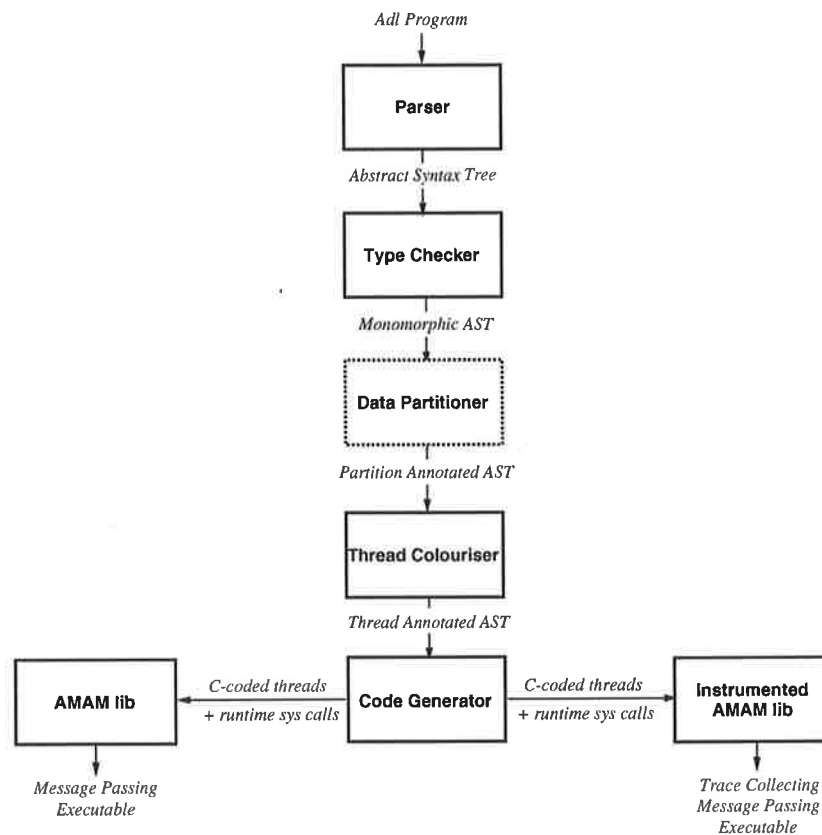 Adl Program
Parser
Abstract Syntax Tree
Type Checker
Monomorphic AST
Data Partitioner
Partition Annotated AST
Thread Colouriser
Thread Annotated AST
AMAM lib
C-coded threads
+ runtime sys calls
Code Generator
C-coded threads
+ runtime sys calls
Instrumented
AMAM lib
Message Passing
Executable
Trace Collecting
Message Passing
Executable